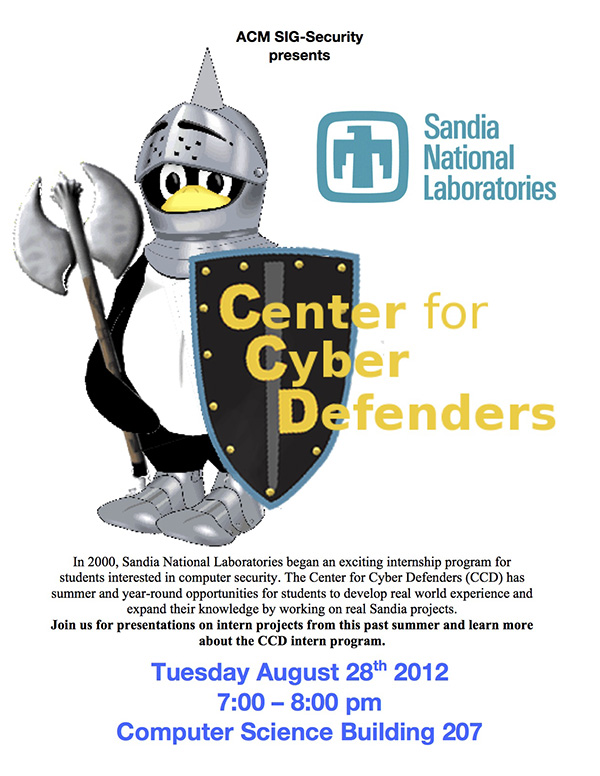 ACM SIG-Security
presents
Sandia
National
Laboratories
Center for
Cyber
Defenders
In 2000, Sandia National Laboratories began an exciting internship program for
students interested in computer security. The Center for Cyber Defenders (CCD) has
summer and year-round opportunities for students to develop real world experience and
expand their knowledge by working on real Sandia projects.
Join us for presentations on intern projects from this past summer and learn more
about the CCD intern program.
Tuesday August 28th 2012
7:00 – 8:00 pm
Computer Science Building 207